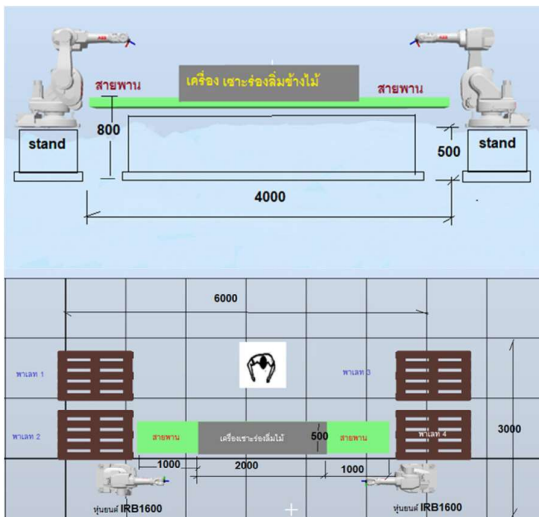 ABB
ABB
เครื่อง เซาะร่องลิ่มข้างไม้
สายพาน
สายพาน
800
stand
500
stand
4000
6000
พาเลท 1
พาเลท 3
พาเลท 2
สายพาน
เครื่องเซาะร่องลิ่มไม้
500
สายพาน
พาเลท 4
3000
1000
2000
1000
หุ่นยนต์ IRB1600
หุ่นยนต์ IRB1600